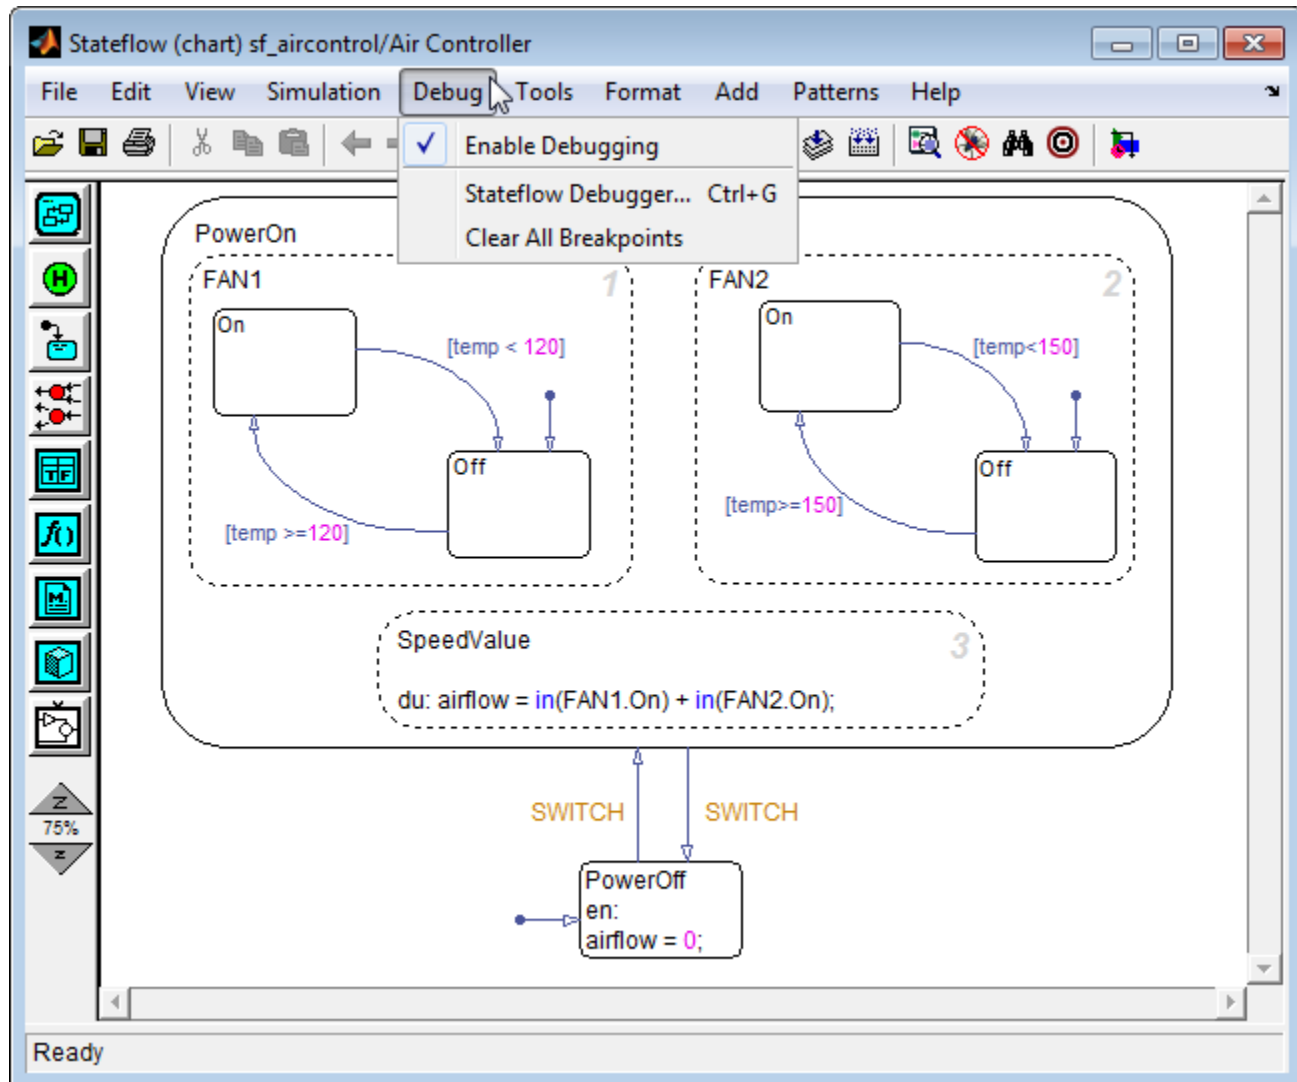 Stateflow (chart) sf_aircontrol/Air Controller
File Edit View Simulation Debug Tools Format Add Patterns Help
Enable Debugging
Stateflow Debugger... Ctrl+G
Clear All Breakpoints
PowerOn
FAN1 1
On
[temp < 120]
Off
[temp >=120]
FAN2 2
On
[temp<150]
Off
[temp>=150]
SpeedValue 3
du: airflow = in(FAN1.On) + in(FAN2.On);
SWITCH SWITCH
PowerOff
en:
airflow = 0;
H
TF
f()
M
Z
75%
z
Ready